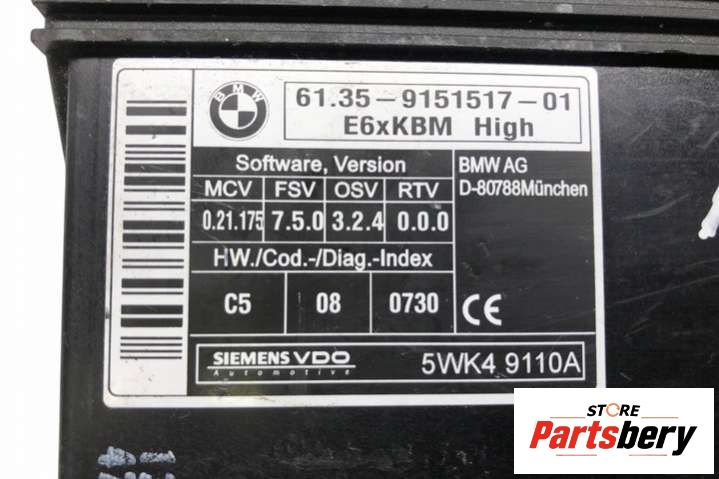 BMW
61.35-9151517-01
E6xKBM High
Software, Version
MCV FSV OSV RTV
0.21.175 7.5.0 3.2.4 0.0.0
HW./Cod.-/Diag.-Index
C5 08 0730
BMW AG
D-80788München
CE
SIEMENS VDO
Automotive
5WK4 9110A
STORE
Partsbery